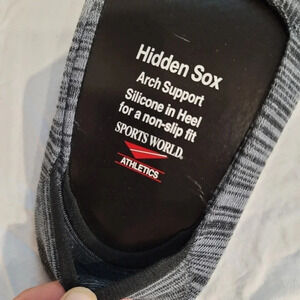 Hidden Sox
Arch Support
Silicone in Heel
for a non-slip fit
SPORTS WORLD.
ATHLETICS